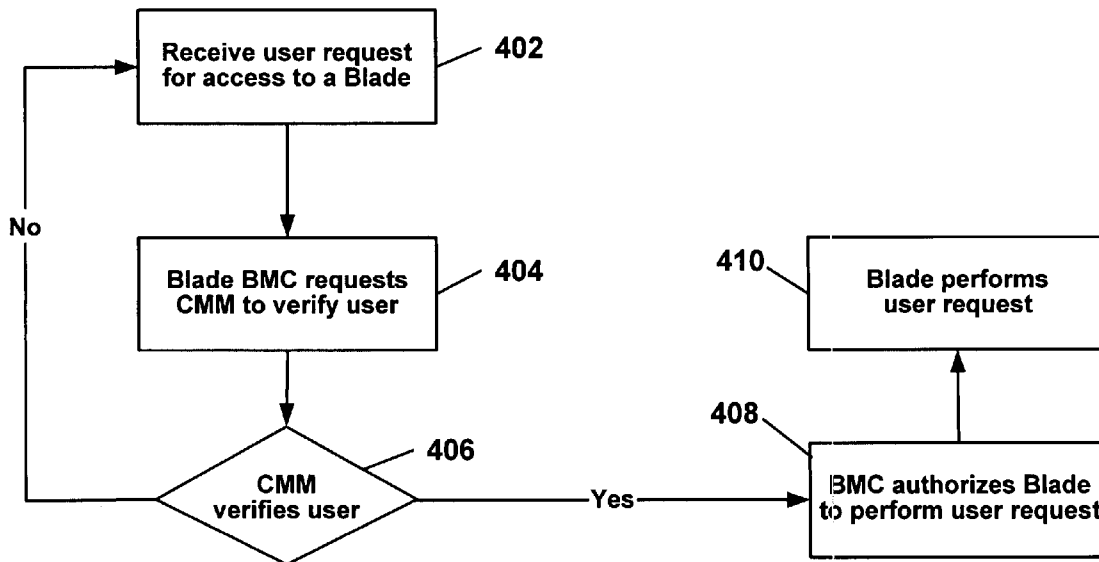 Receive user request
for access to a Blade
402
No
Blade BMC requests
CMM to verify user
404
410
Blade performs
user request
CMM
verifies user
406
Yes
408
BMC authorizes Blade
to perform user request